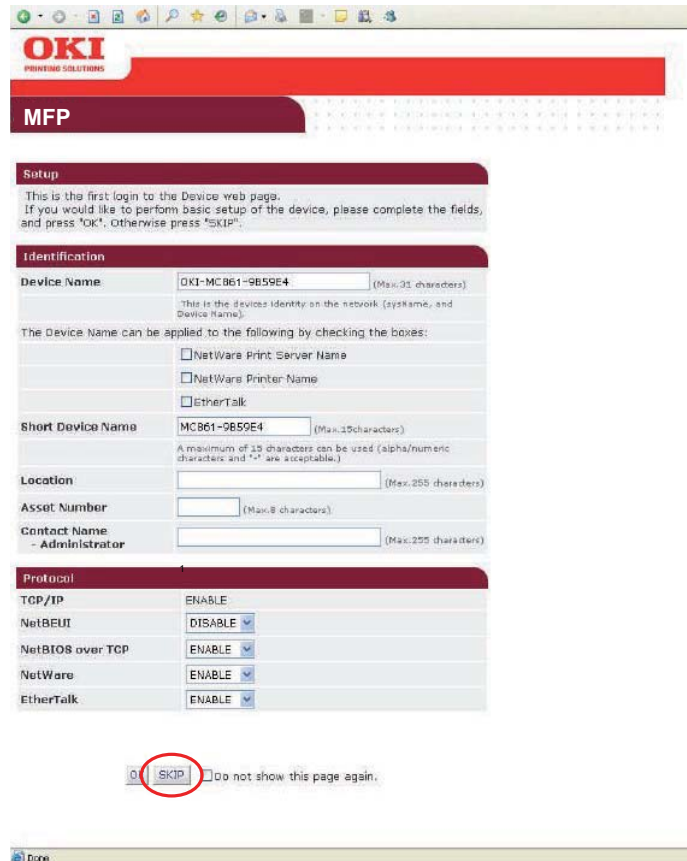 OKI
PRINTING SOLUTIONS
MFP
Setup
This is the first login to the Device web page.
If you would like to perform basic setup of the device, please complete the fields,
and press "OK". Otherwise press "SKIP".
Identification
Device Name OKI-MC861-9B59E4 (Max.31 characters)
This is the devices identity on the network (sysName, and
Device Name).
The Device Name can be applied to the following by checking the boxes:
NetWare Print Server Name
NetWare Printer Name
EtherTalk
Short Device Name MC861-9B59E4 (Max.15characters)
A maximum of 15 characters can be used (alpha/numeric
characters and "-" are acceptable.)
Location (Max.255 characters)
Asset Number (Max.8 characters)
Contact Name
- Administrator (Max.255 characters)
1
Protocol
TCP/IP ENABLE
NetBEUI DISABLE
NetBIOS over TCP ENABLE
NetWare ENABLE
EtherTalk ENABLE
SKIP Do not show this page again.
Done